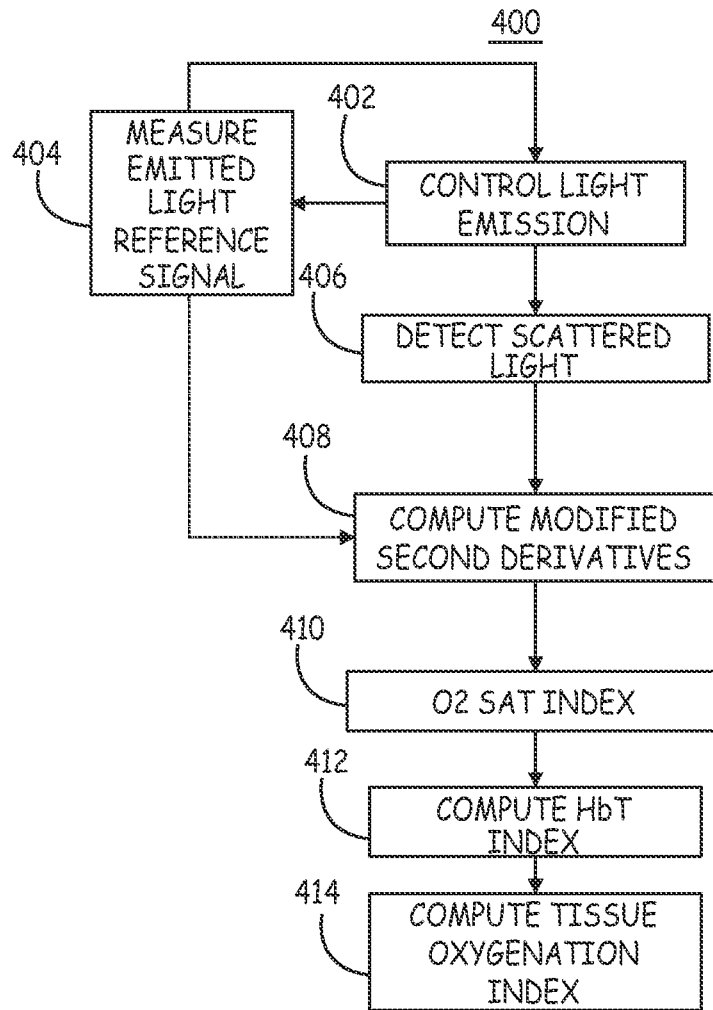 400
402
404
MEASURE
EMITTED
LIGHT
REFERENCE
SIGNAL
CONTROL LIGHT
EMISSION
406
DETECT SCATTERED
LIGHT
408
COMPUTE MODIFIED
SECOND DERIVATIVES
410
O2 SAT INDEX
412
COMPUTE HbT
INDEX
414
COMPUTE TISSUE
OXYGENATION
INDEX